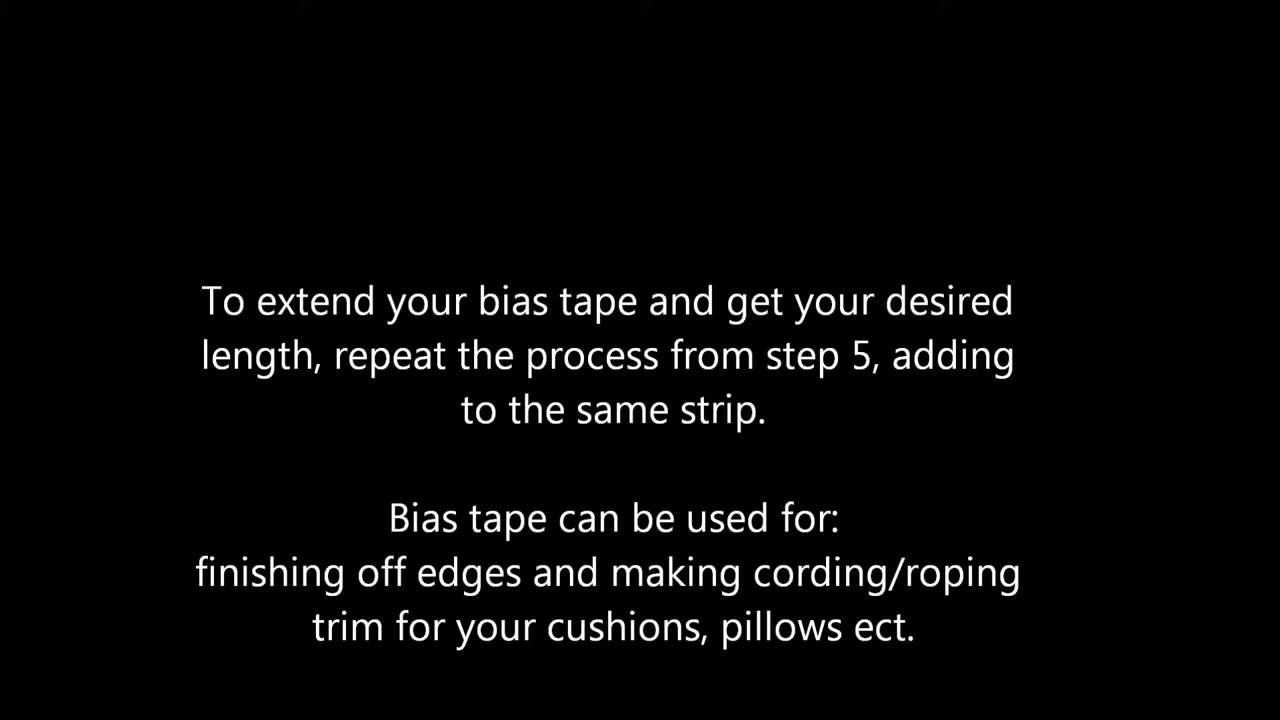 To extend your bias tape and get your desired
length, repeat the process from step 5, adding
to the same strip.
Bias tape can be used for:
finishing off edges and making cording/roping
trim for your cushions, pillows ect.